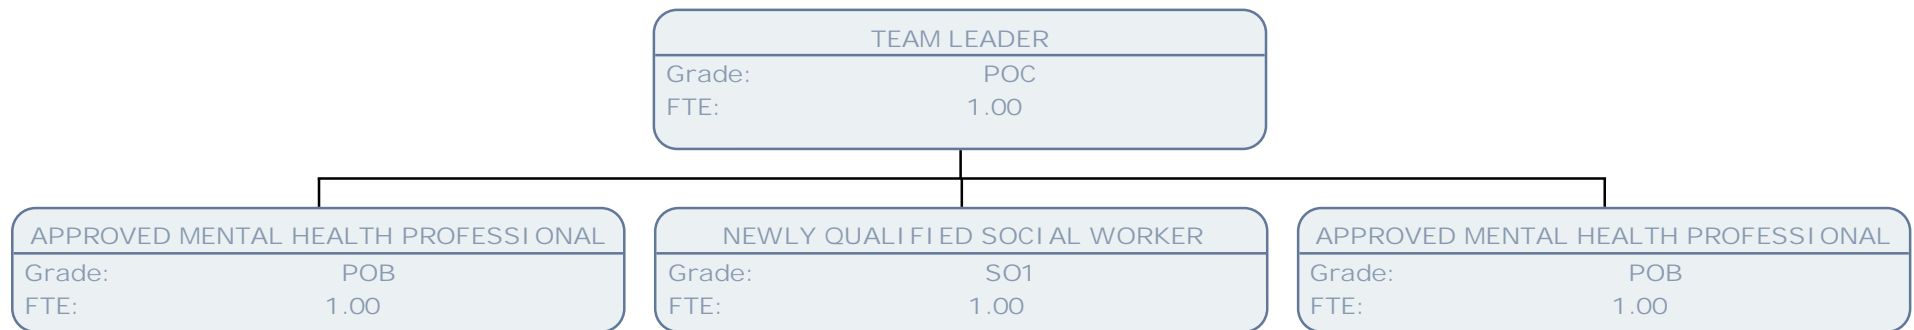 TEAM LEADER
Grade: POC
FTE: 1.00
APPROVED MENTAL HEALTH PROFESSIONAL
Grade: POB
FTE: 1.00
NEWLY QUALIFIED SOCIAL WORKER
Grade: SO1
FTE: 1.00
APPROVED MENTAL HEALTH PROFESSIONAL
Grade: POB
FTE: 1.00